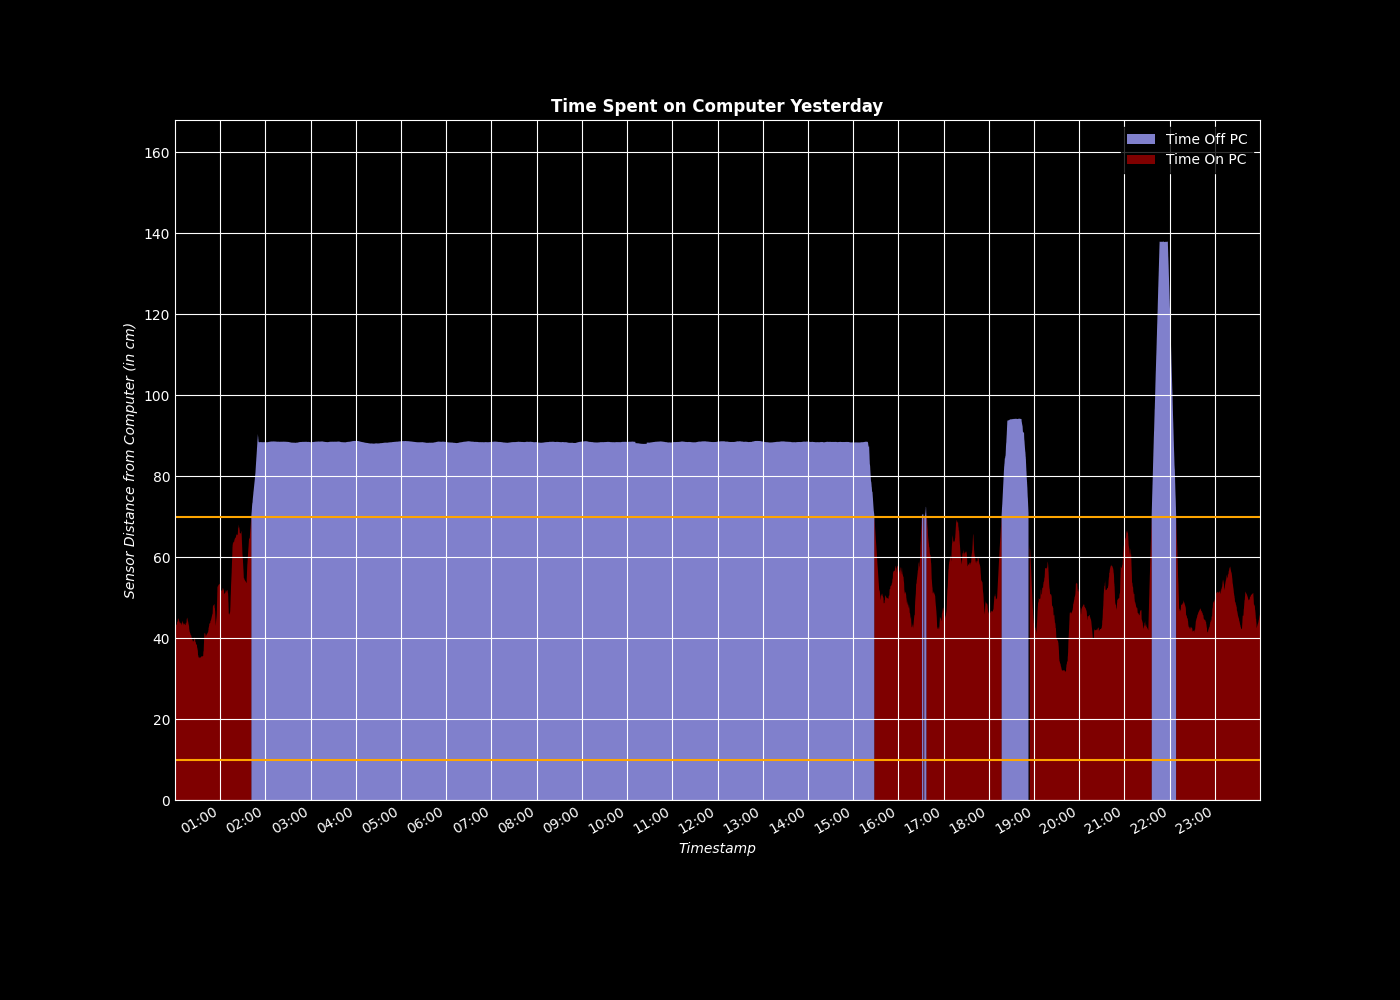 Time Spent on Computer Yesterday
Time Off PC
Time On PC
160
140
120
100
80
60
40
20
0
Sensor Distance from Computer (in cm)
01:00 02:00 03:00 04:00 05:00 06:00 07:00 08:00 09:00 10:00 11:00 12:00 13:00 14:00 15:00 16:00 17:00 18:00 19:00 20:00 21:00 22:00 23:00
Timestamp